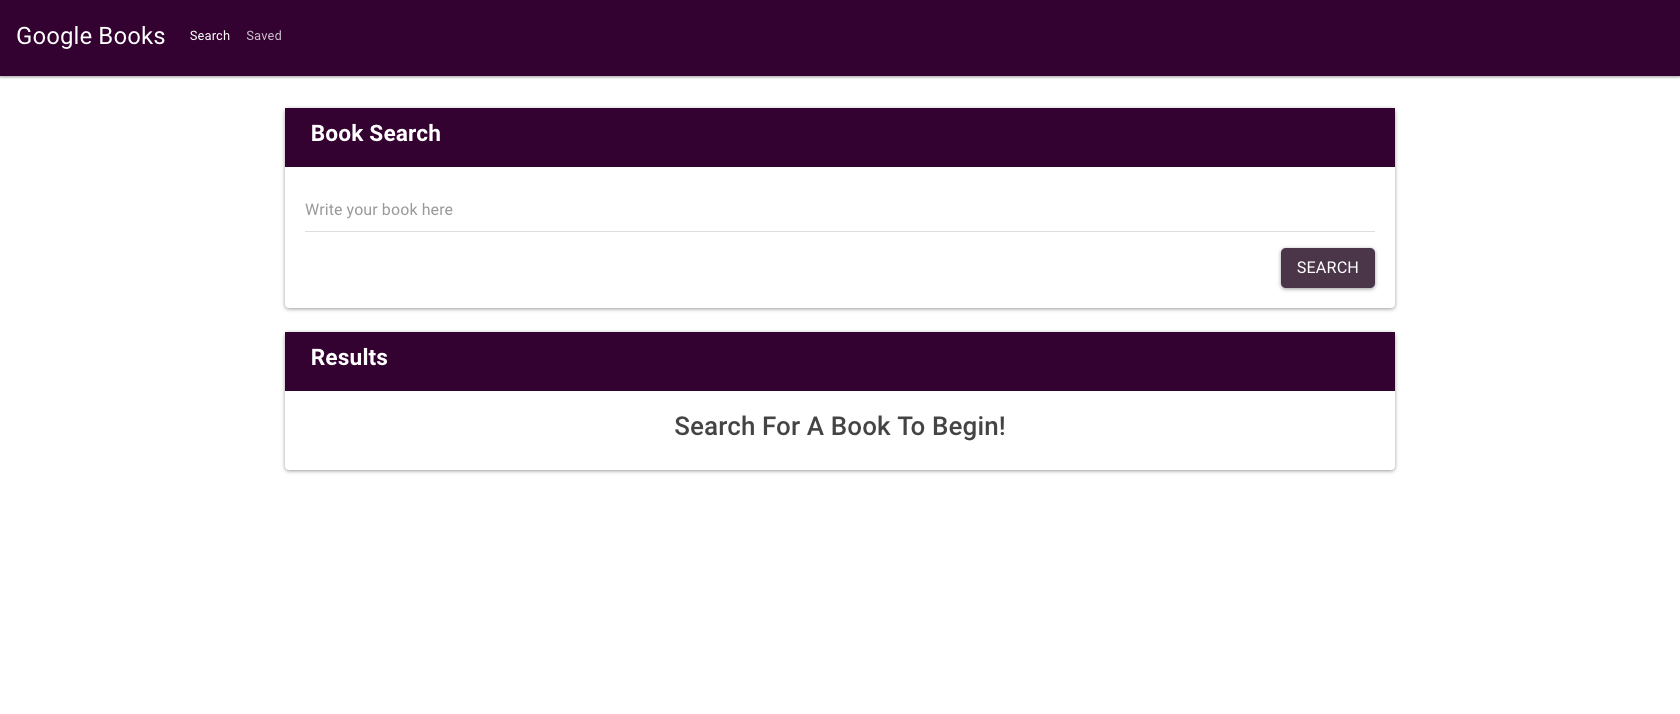 Google Books Search Saved
Book Search
Write your book here
SEARCH
Results
Search For A Book To Begin!